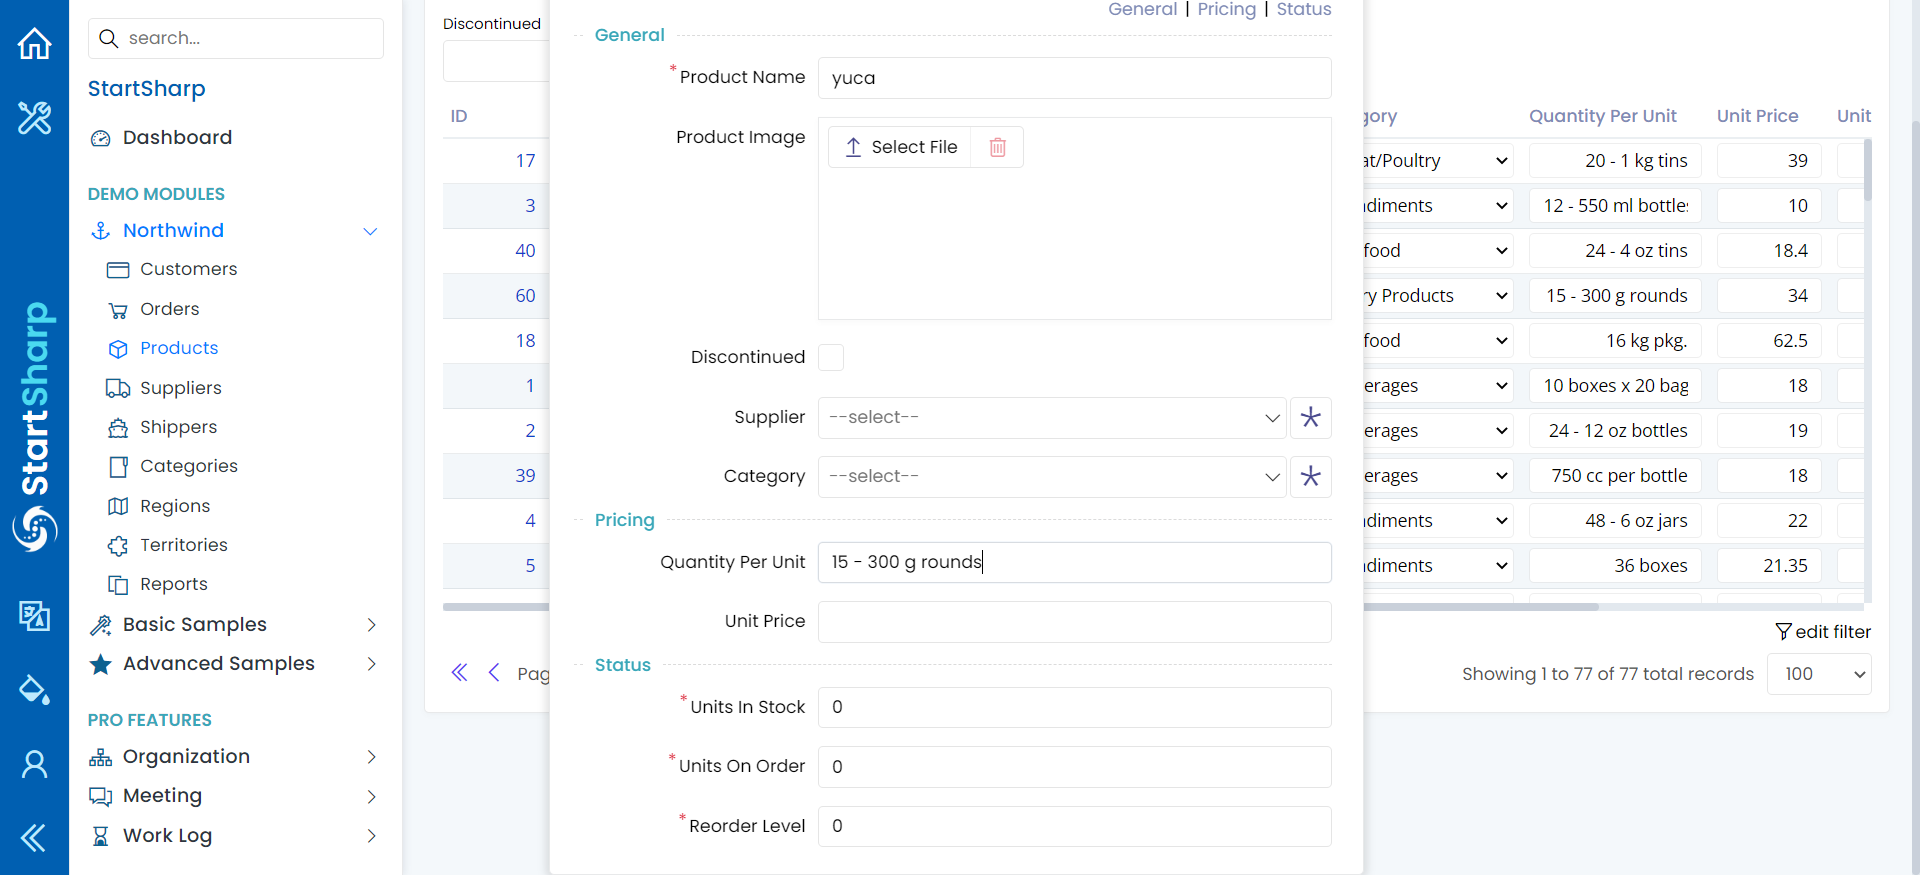 StartSharp
search...
StartSharp
Dashboard
DEMO MODULES
Northwind
Customers
Orders
Products
Suppliers
Shippers
Categories
Regions
Territories
Reports
Basic Samples
Advanced Samples
PRO FEATURES
Organization
Meeting
Work Log
Discontinued
ID
17
3
40
60
18
1
2
39
4
5
Pag
General | Pricing | Status
General
* Product Name
yuca
Product Image
Select File
Discontinued
Supplier
--select--
Category
--select--
Pricing
Quantity Per Unit
15 - 300 g rounds
Unit Price
Status
* Units In Stock
0
* Units On Order
0
* Reorder Level
0
gory Quantity Per Unit Unit Price Unit
at/Poultry 20 - 1 kg tins 39
diments 12 - 550 ml bottles 10
food 24 - 4 oz tins 18.4
ry Products 15 - 300 g rounds 34
food 16 kg pkg. 62.5
erages 10 boxes x 20 bag 18
erages 24 - 12 oz bottles 19
erages 750 cc per bottle 18
diments 48 - 6 oz jars 22
diments 36 boxes 21.35
edit filter
Showing 1 to 77 of 77 total records 100